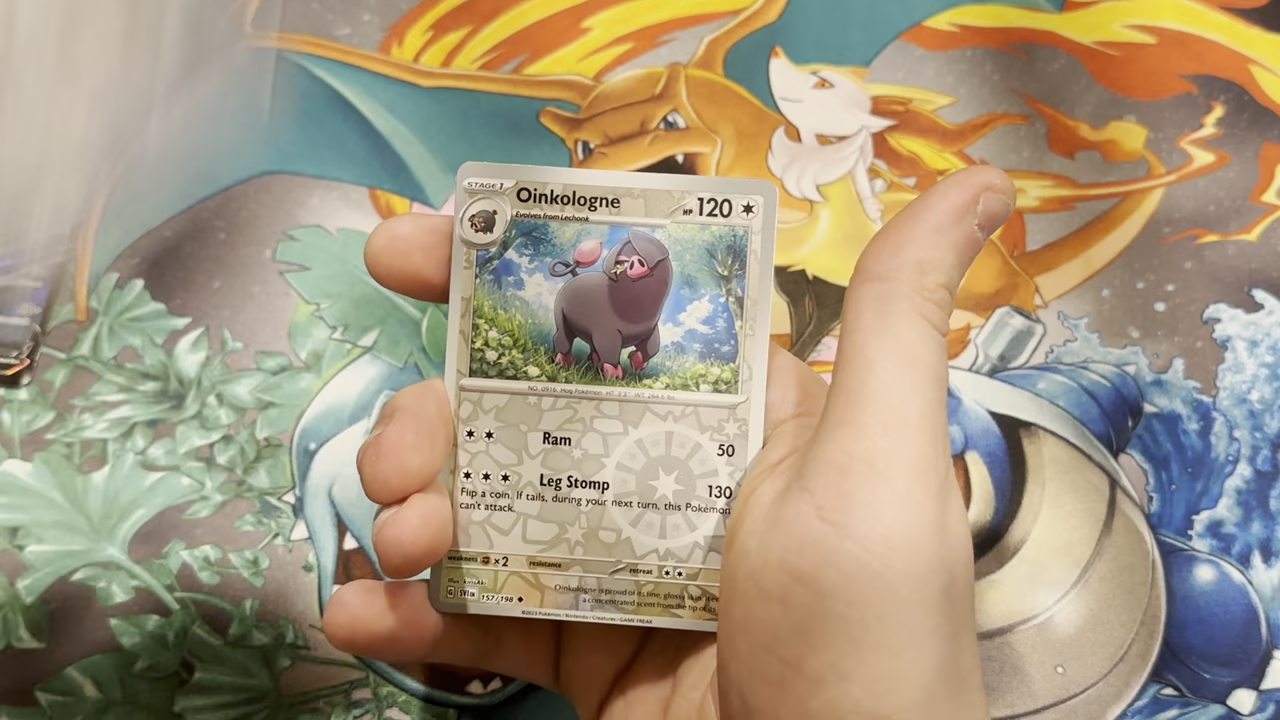 STAGE 1 Oinkologne HP 120
Evolves from Lechonk
NO. 0916 Hog Pokémon HT: 3'3" WT: 264.6 lbs.
Ram 50
Leg Stomp 130
Flip a coin. If tails, during your next turn, this Pokémon
can't attack.
weakness ×2 resistance retreat
Illus.
G SVI EN 157/198
Oinkologne is proud of its fine, glossy skin. It
a concentrated scent from the tip of its
©2023 Pokémon / Nintendo / Creatures / GAME FREAK